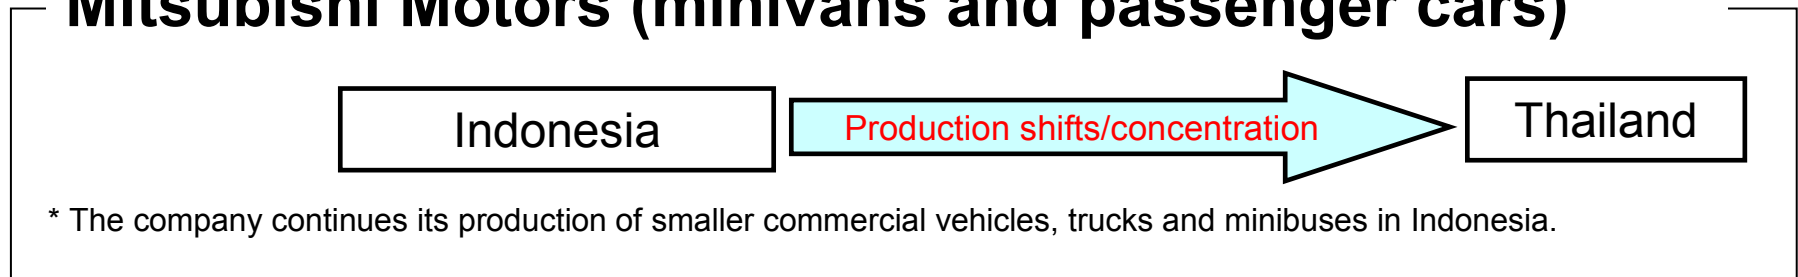 Mitsubishi Motors (minivans and passenger cars)
Indonesia
Production shifts/concentration
Thailand
* The company continues its production of smaller commercial vehicles, trucks and minibuses in Indonesia.